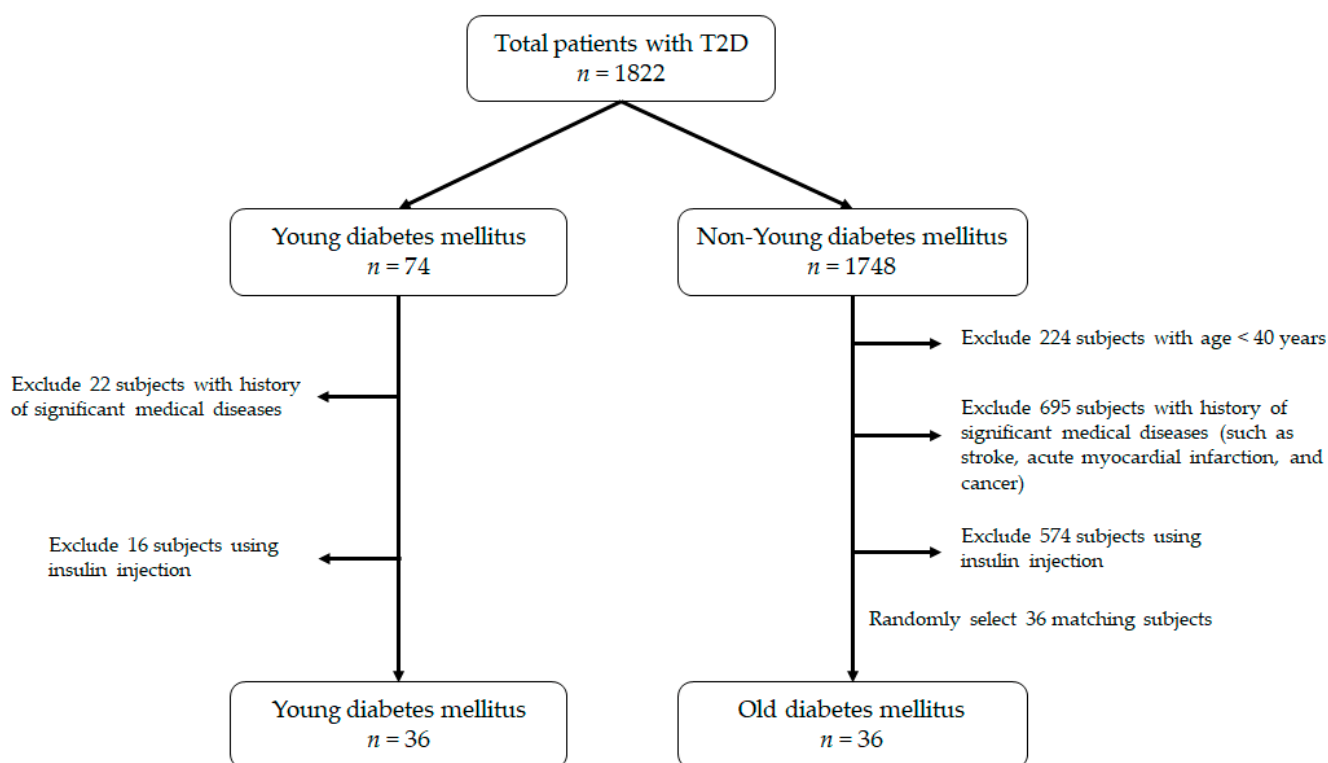 Total patients with T2D
n = 1822
Young diabetes mellitus
n = 74
Non-Young diabetes mellitus
n = 1748
Exclude 224 subjects with age < 40 years
Exclude 22 subjects with history
of significant medical diseases
Exclude 695 subjects with history of
significant medical diseases (such as
stroke, acute myocardial infarction, and
cancer)
Exclude 16 subjects using
insulin injection
Exclude 574 subjects using
insulin injection
Randomly select 36 matching subjects
Young diabetes mellitus
n = 36
Old diabetes mellitus
n = 36